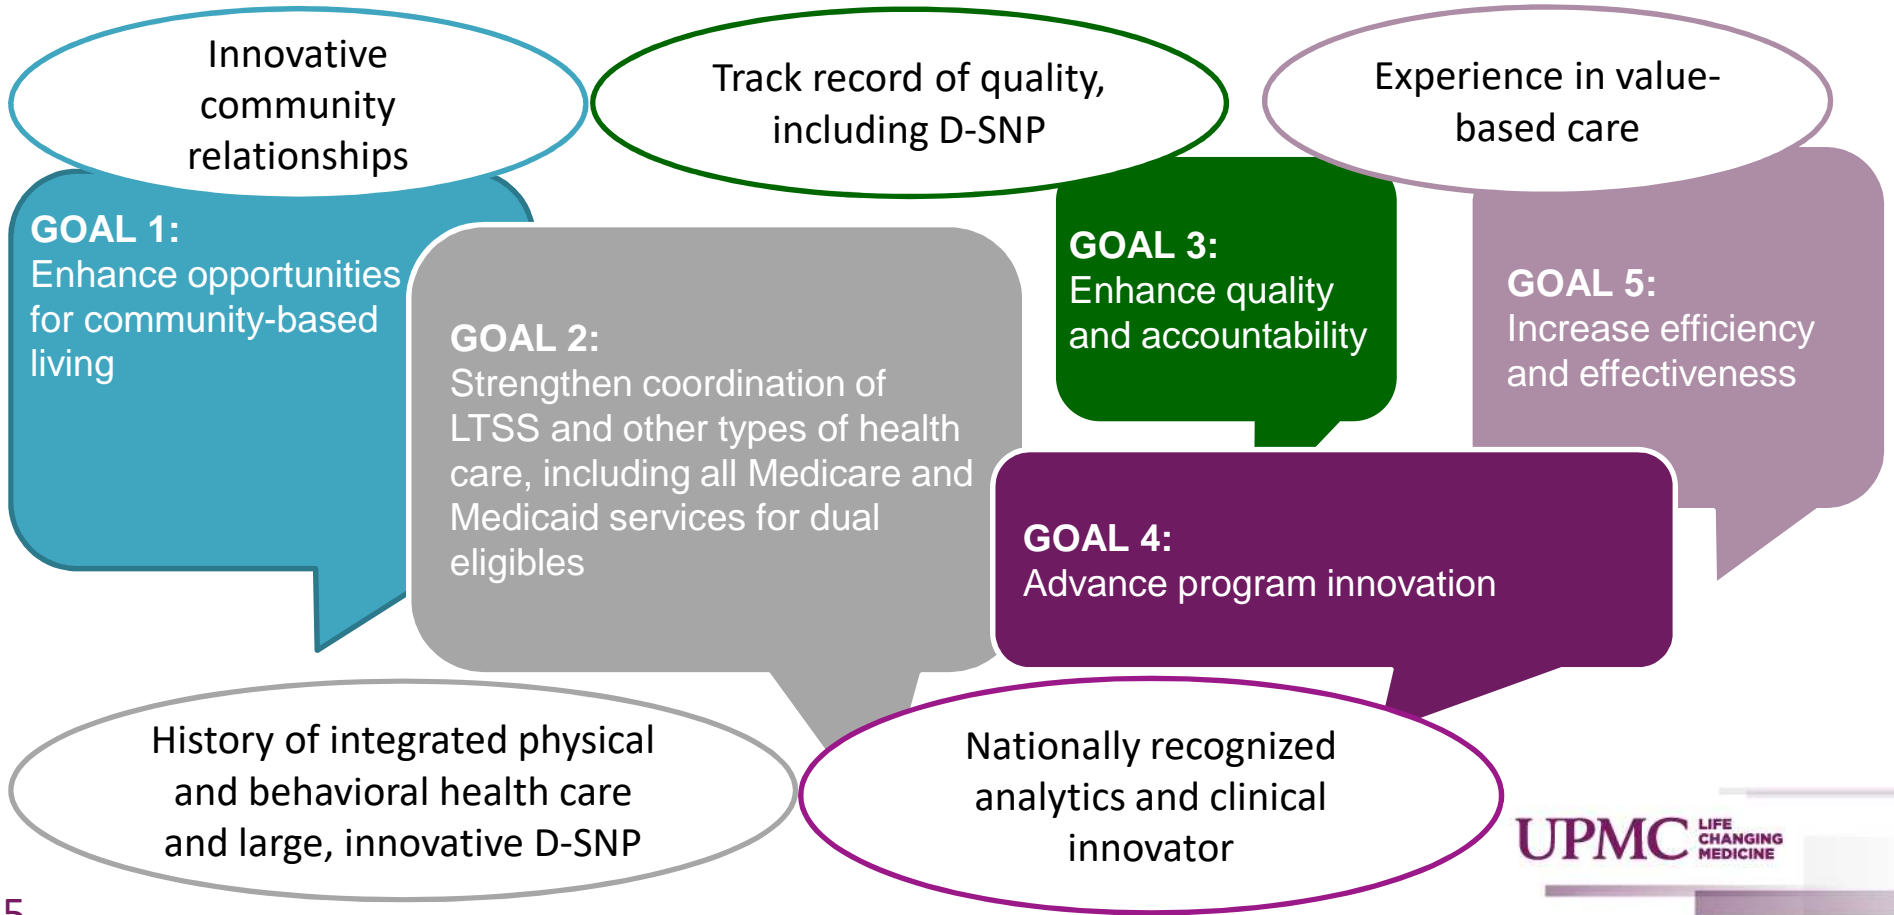 Innovative
community
relationships
Track record of quality,
including D-SNP
Experience in value-
based care
GOAL 1:
Enhance opportunities
for community-based
living
GOAL 2:
Strengthen coordination of
LTSS and other types of health
care, including all Medicare and
Medicaid services for dual
eligibles
GOAL 3:
Enhance quality
and accountability
GOAL 4:
Advance program innovation
GOAL 5:
Increase efficiency
and effectiveness
History of integrated physical
and behavioral health care
and large, innovative D-SNP
Nationally recognized
analytics and clinical
innovator
UPMC LIFE
CHANGING
MEDICINE
5